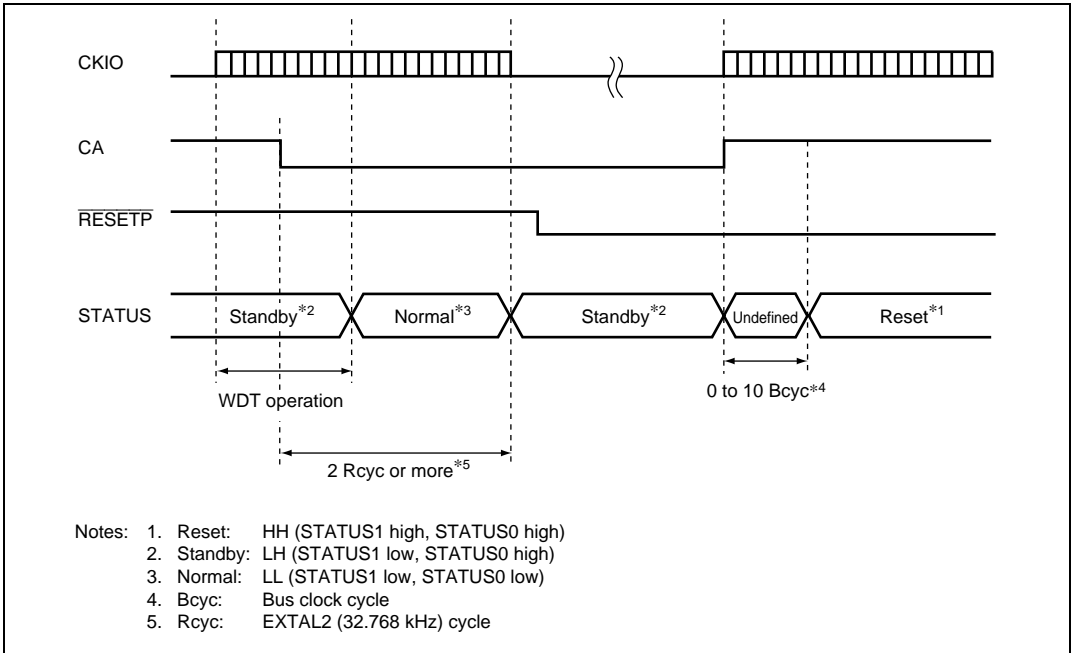 CKIO
CA
RESETP
STATUS
Standby*2 Normal*3 Standby*2 Undefined Reset*1
WDT operation
0 to 10 Bcyc*4
2 Rcyc or more*5
Notes: 1. Reset: HH (STATUS1 high, STATUS0 high)
2. Standby: LH (STATUS1 low, STATUS0 high)
3. Normal: LL (STATUS1 low, STATUS0 low)
4. Bcyc: Bus clock cycle
5. Rcyc: EXTAL2 (32.768 kHz) cycle